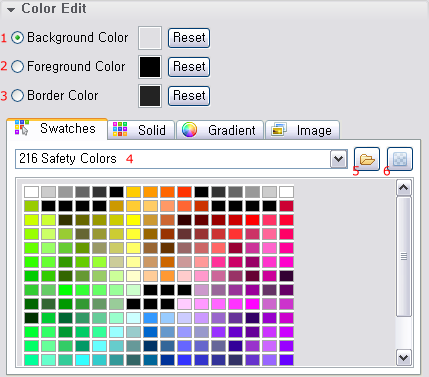 Color Edit
1 Background Color Reset
2 Foreground Color Reset
3 Border Color Reset
Swatches Solid Gradient Image
216 Safety Colors 4
5 6